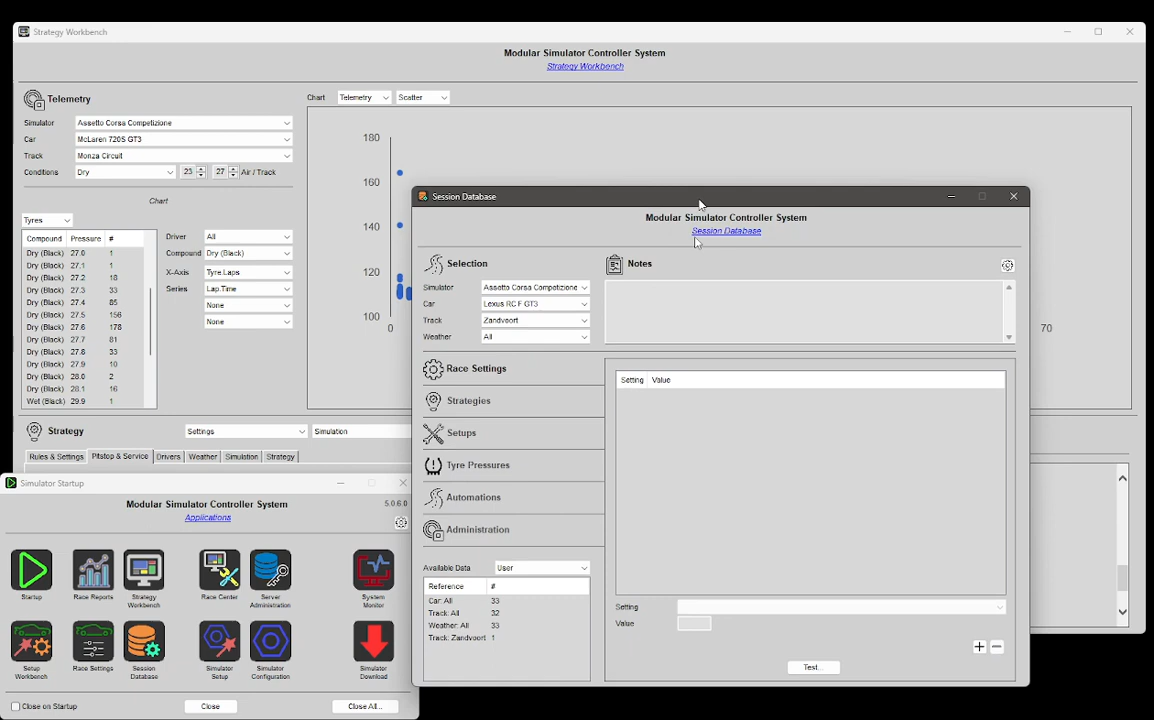 Strategy Workbench
Modular Simulator Controller System
Strategy Workbench
Telemetry
Simulator Assetto Corsa Competizione
Car McLaren 720S GT3
Track Monza Circuit
Conditions Dry 23 27 Air / Track
Chart
Tyres
Compound Pressure #
Dry (Black) 27.0 1
Dry (Black) 27.1 1
Dry (Black) 27.2 18
Dry (Black) 27.3 33
Dry (Black) 27.4 85
Dry (Black) 27.5 156
Dry (Black) 27.6 178
Dry (Black) 27.7 81
Dry (Black) 27.8 33
Dry (Black) 27.9 10
Dry (Black) 28.0 2
Dry (Black) 28.1 16
Wet (Black) 29.9 1
Driver All
Compound Dry (Black)
X-Axis Tyre.Laps
Series Lap.Time
None
None
Chart Telemetry Scatter
180
160
140
120
100
0
70
Strategy Settings Simulation
Rules & Settings Pitstop & Service Drivers Weather Simulation Strategy
Session Database
Modular Simulator Controller System
Session Database
Selection
Simulator Assetto Corsa Competizione
Car Lexus RC F GT3
Track Zandvoort
Weather All
Notes
Race Settings
Strategies
Setups
Tyre Pressures
Automations
Administration
Available Data User
Reference #
Car: All 33
Track: All 32
Weather: All 33
Track: Zandvoort 1
Setting Value
Setting
Value
+ −
Test...
Simulator Startup
Modular Simulator Controller System
5.0.6.0
Applications
Startup
Race Reports
Strategy
Workbench
Race Center
Server
Administration
System
Monitor
Setup
Workbench
Race Settings
Session
Database
Simulator
Setup
Simulator
Configuration
Simulator
Download
Close on Startup
Close
Close All...